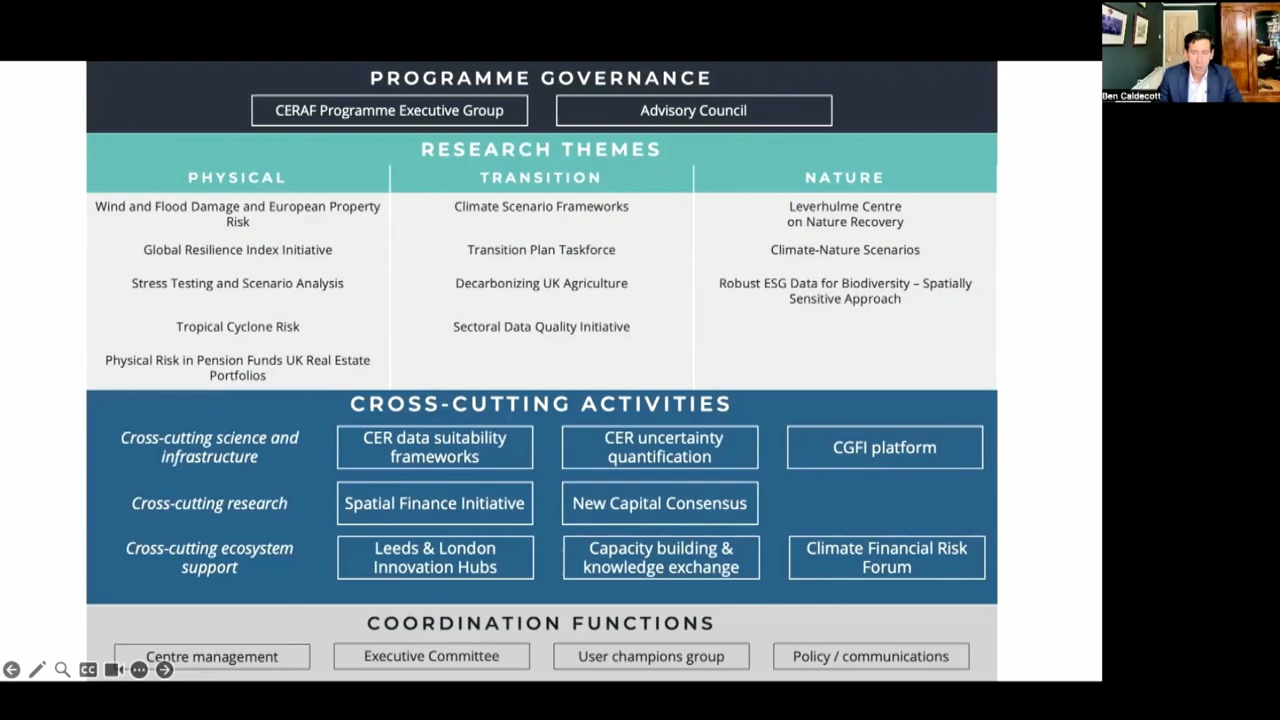 PROGRAMME GOVERNANCE
CERAF Programme Executive Group
Advisory Council
RESEARCH THEMES
PHYSICAL
TRANSITION
NATURE
Wind and Flood Damage and European Property
Risk
Global Resilience Index Initiative
Stress Testing and Scenario Analysis
Tropical Cyclone Risk
Physical Risk in Pension Funds UK Real Estate
Portfolios
Climate Scenario Frameworks
Transition Plan Taskforce
Decarbonizing UK Agriculture
Sectoral Data Quality Initiative
Leverhulme Centre
on Nature Recovery
Climate-Nature Scenarios
Robust ESG Data for Biodiversity – Spatially
Sensitive Approach
CROSS-CUTTING ACTIVITIES
Cross-cutting science and
infrastructure
CER data suitability
frameworks
CER uncertainty
quantification
CGFI platform
Cross-cutting research
Spatial Finance Initiative
New Capital Consensus
Cross-cutting ecosystem
support
Leeds & London
Innovation Hubs
Capacity building &
knowledge exchange
Climate Financial Risk
Forum
COORDINATION FUNCTIONS
Centre management
Executive Committee
User champions group
Policy / communications
CC
Ben Caldecott